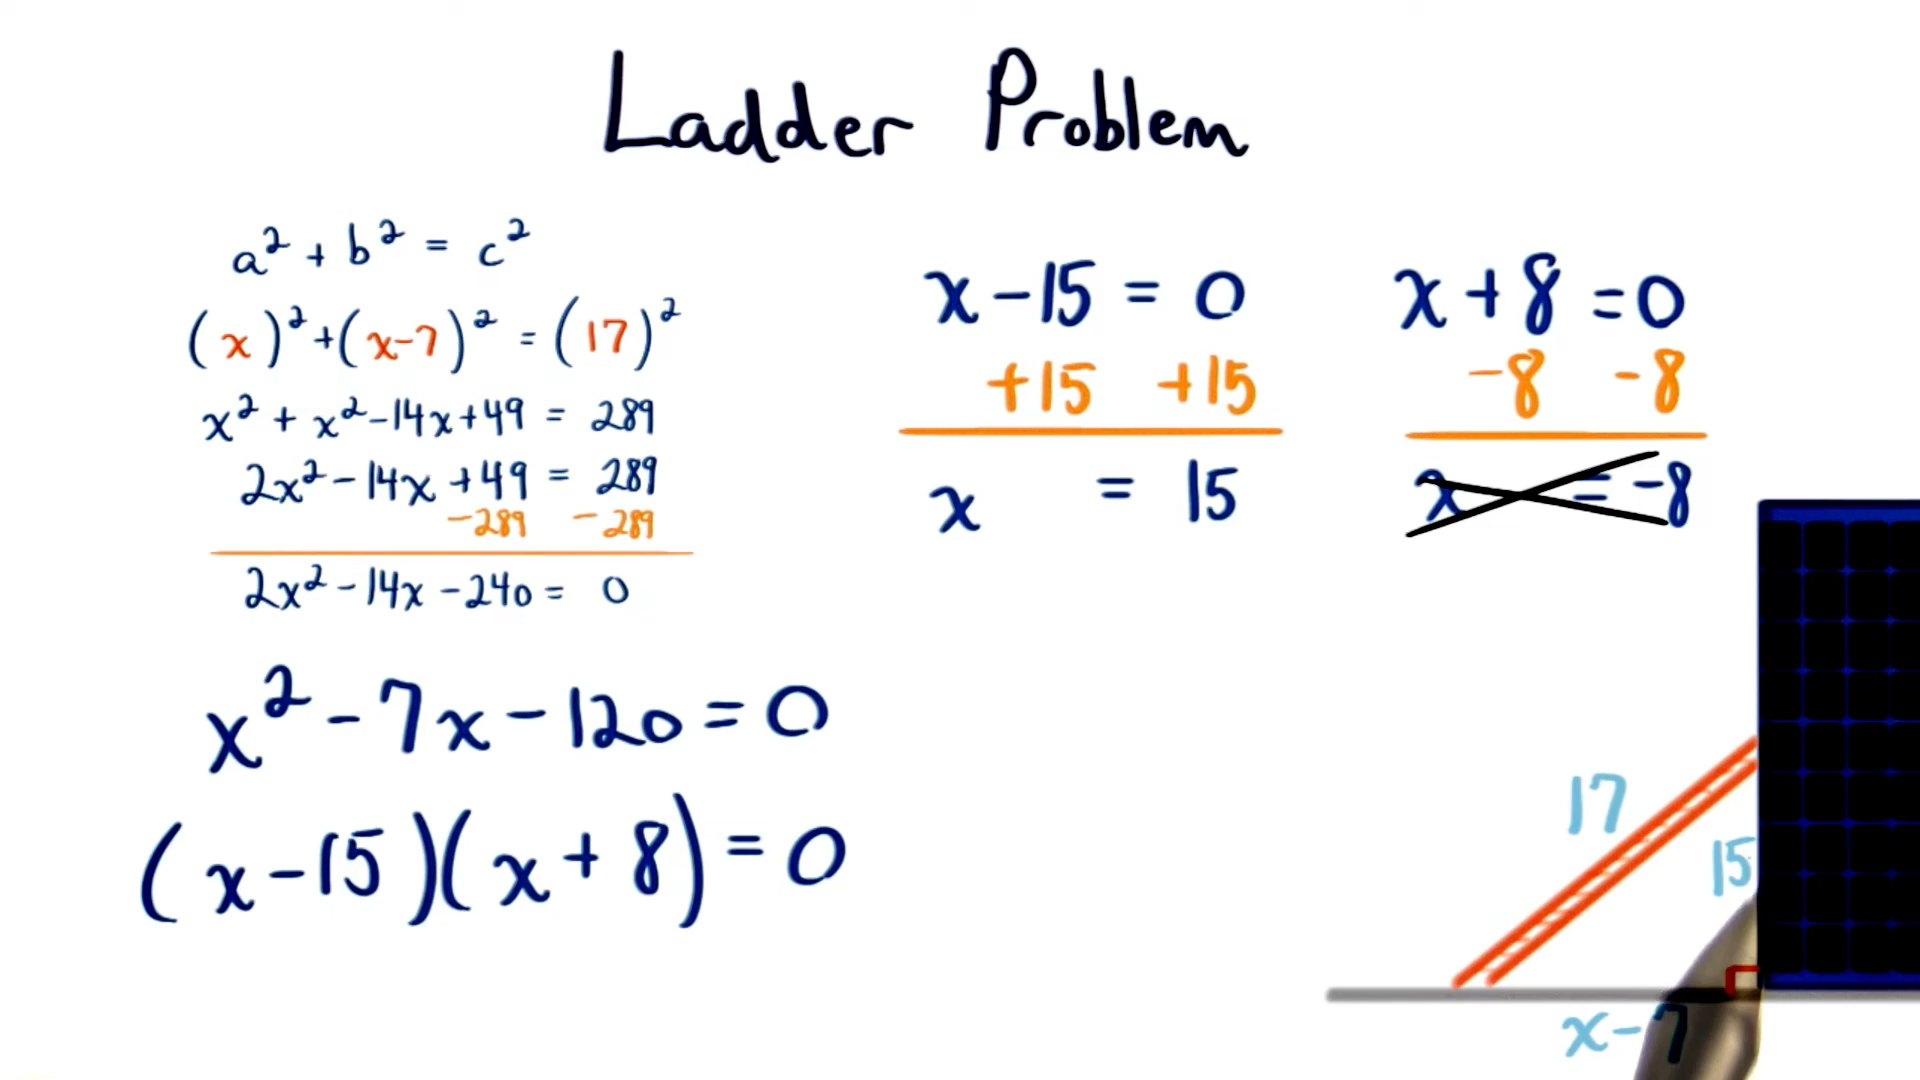 Ladder Problem
a² + b² = c²
(x)² + (x-7)² = (17)²
x² + x² - 14x + 49 = 289
2x² - 14x + 49 = 289
-289 -289
2x² - 14x - 240 = 0
x² - 7x - 120 = 0
(x - 15)(x + 8) = 0
x - 15 = 0
+15 +15
x = 15
x + 8 = 0
-8 -8
x = -8
17
15
x-7